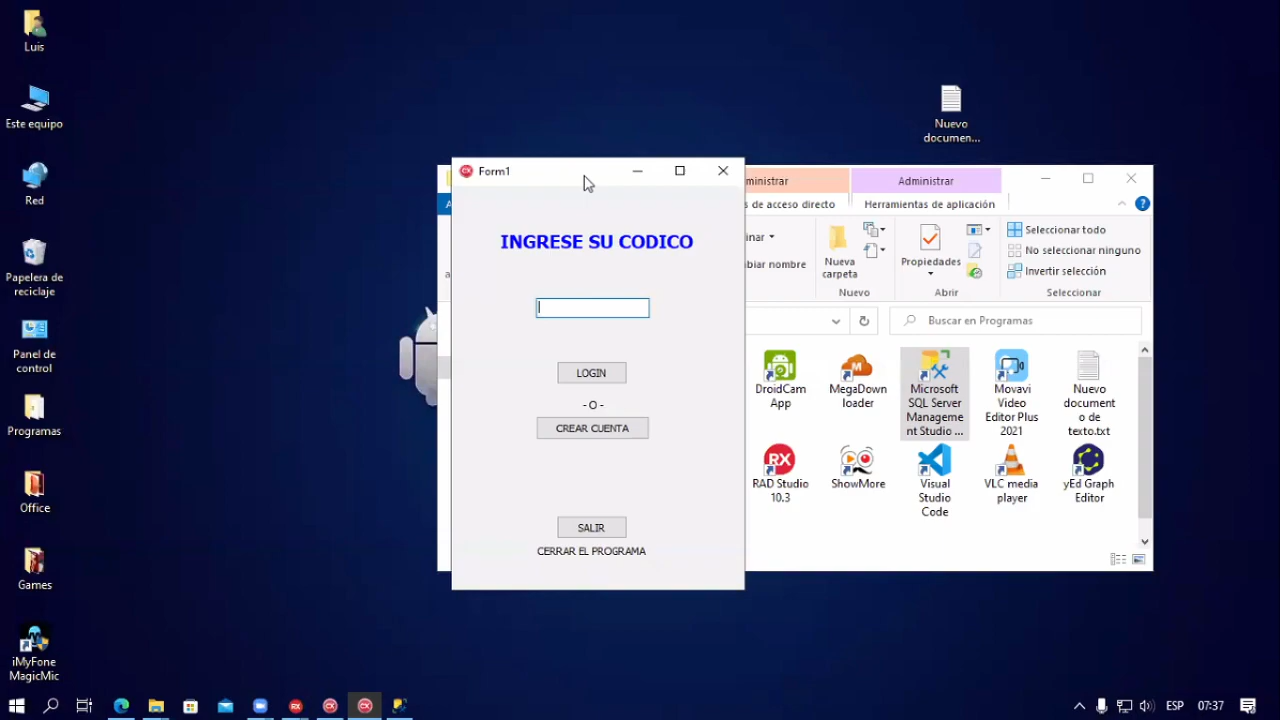 Luis
Este equipo
Red
Papelera de
reciclaje
Panel de
control
Programas
Office
Games
iMyFone
MagicMic
Nuevo
documen...
Form1
INGRESE SU CODICO
LOGIN
- O -
CREAR CUENTA
SALIR
CERRAR EL PROGRAMA
ministrar
Administrar
s de acceso directo
Herramientas de aplicación
inar
nbiar nombre
Nueva
carpeta
Nuevo
Propiedades
Abrir
Seleccionar todo
No seleccionar ninguno
Invertir selección
Seleccionar
Buscar en Programas
DroidCam
App
MegaDown
loader
Microsoft
SQL Server
Manageme
nt Studio ...
Movavi
Video
Editor Plus
2021
Nuevo
document
o de
texto.txt
RAD Studio
10.3
ShowMore
Visual
Studio
Code
VLC media
player
yEd Graph
Editor
ESP
07:37